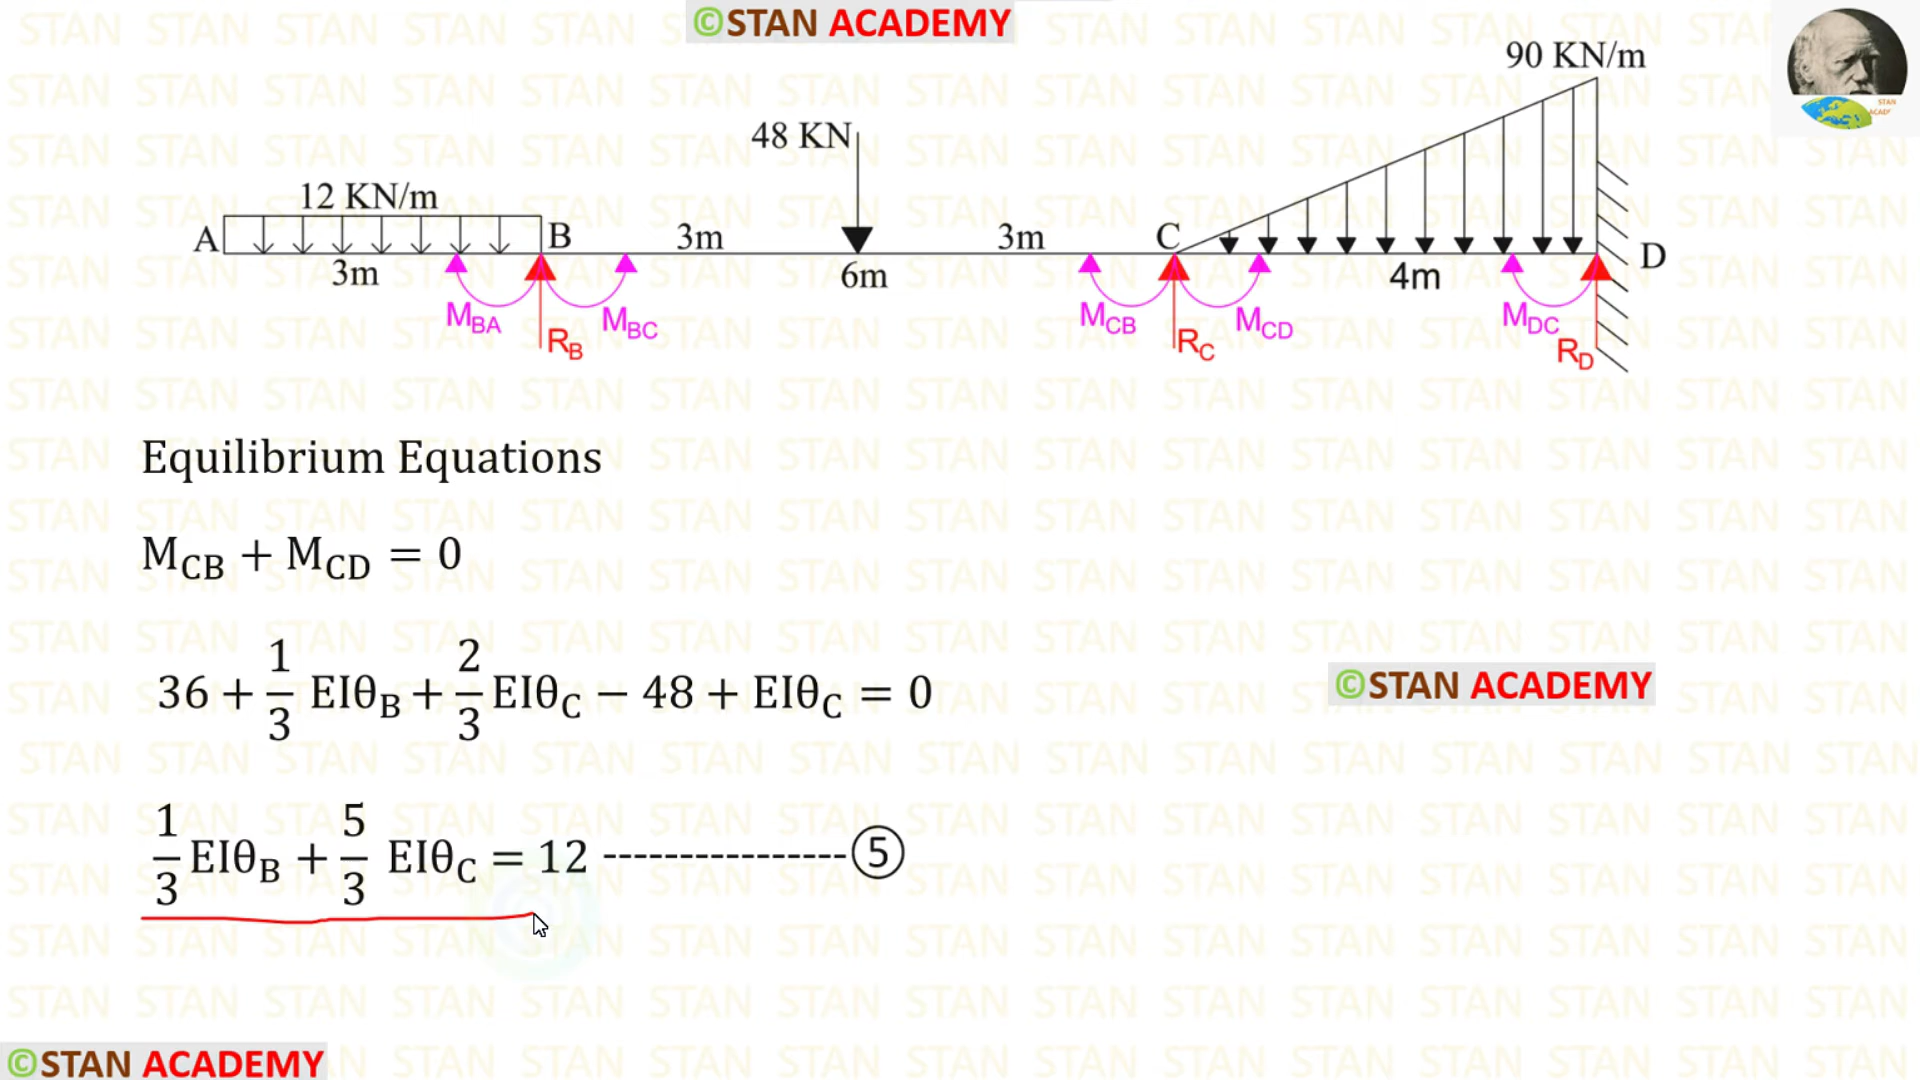 ©STAN ACADEMY
90 KN/m
48 KN
STAN
ACADY
12 KN/m
A B 3m 3m C D
3m 6m 4m
M_BA M_BC M_CB M_CD M_DC
R_B R_C R_D
Equilibrium Equations
M_CB + M_CD = 0
36 + 1/3 EIθ_B + 2/3 EIθ_C − 48 + EIθ_C = 0
©STAN ACADEMY
1/3 EIθ_B + 5/3 EIθ_C = 12 ---------------- ⑤
©STAN ACADEMY